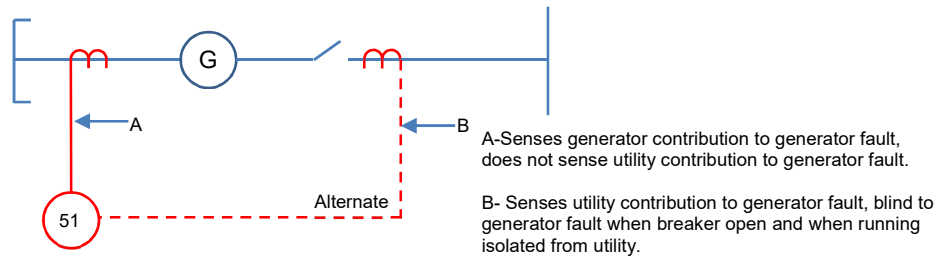 G
A
B
A-Senses generator contribution to generator fault,
does not sense utility contribution to generator fault.
Alternate
B- Senses utility contribution to generator fault, blind to
generator fault when breaker open and when running
isolated from utility.
51